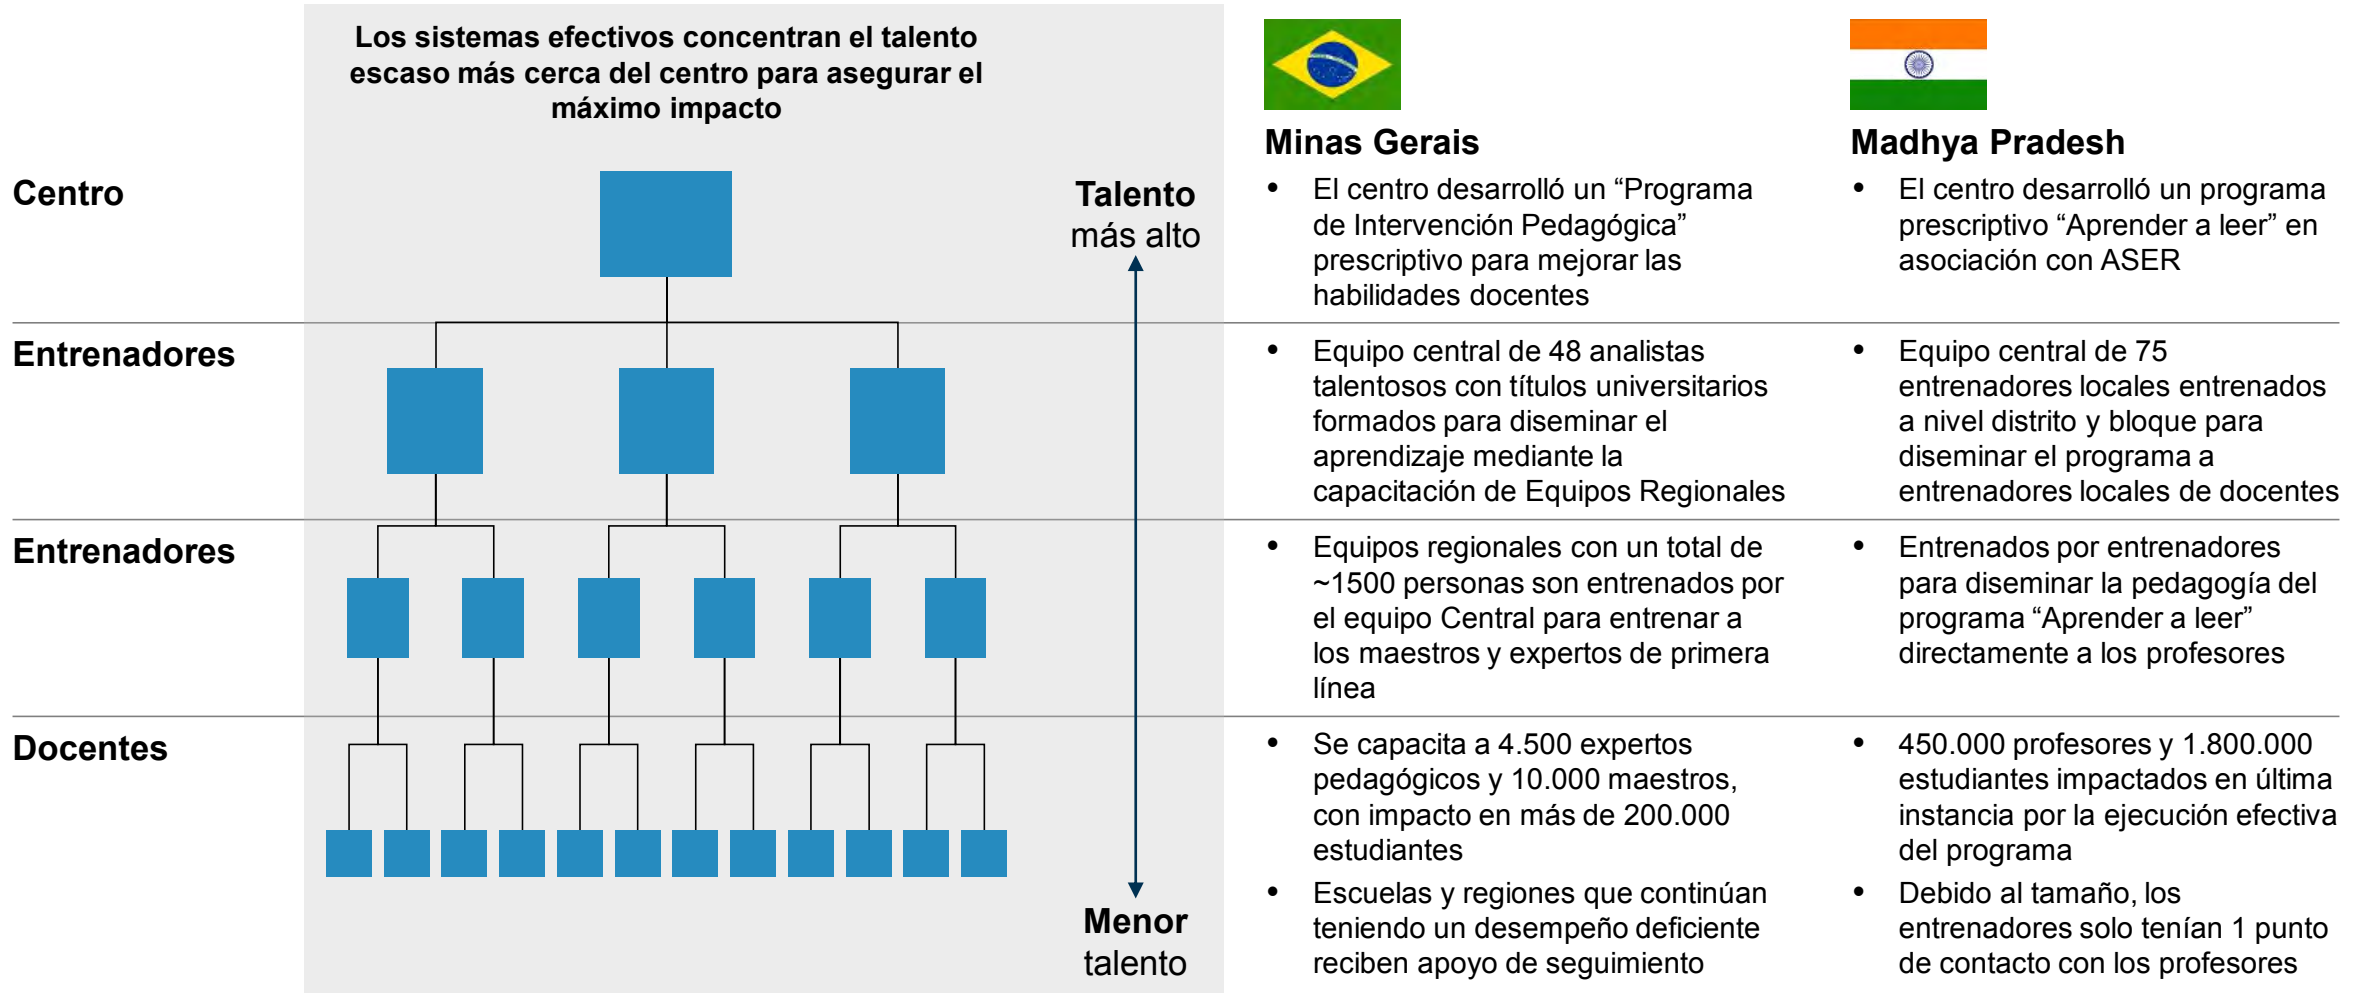 Los sistemas efectivos concentran el talento
escaso más cerca del centro para asegurar el
máximo impacto
Minas Gerais
Madhya Pradesh
Centro
Talento
más alto
• El centro desarrolló un “Programa
de Intervención Pedagógica”
prescriptivo para mejorar las
habilidades docentes
• El centro desarrolló un programa
prescriptivo “Aprender a leer” en
asociación con ASER
Entrenadores
• Equipo central de 48 analistas
talentosos con títulos universitarios
formados para diseminar el
aprendizaje mediante la
capacitación de Equipos Regionales
• Equipo central de 75
entrenadores locales entrenados
a nivel distrito y bloque para
diseminar el programa a
entrenadores locales de docentes
Entrenadores
• Equipos regionales con un total de
~1500 personas son entrenados por
el equipo Central para entrenar a
los maestros y expertos de primera
línea
• Entrenados por entrenadores
para diseminar la pedagogía del
programa “Aprender a leer”
directamente a los profesores
Docentes
• Se capacita a 4.500 expertos
pedagógicos y 10.000 maestros,
con impacto en más de 200.000
estudiantes
• Escuelas y regiones que continúan
teniendo un desempeño deficiente
reciben apoyo de seguimiento
• 450.000 profesores y 1.800.000
estudiantes impactados en última
instancia por la ejecución efectiva
del programa
• Debido al tamaño, los
entrenadores solo tenían 1 punto
de contacto con los profesores
Menor
talento